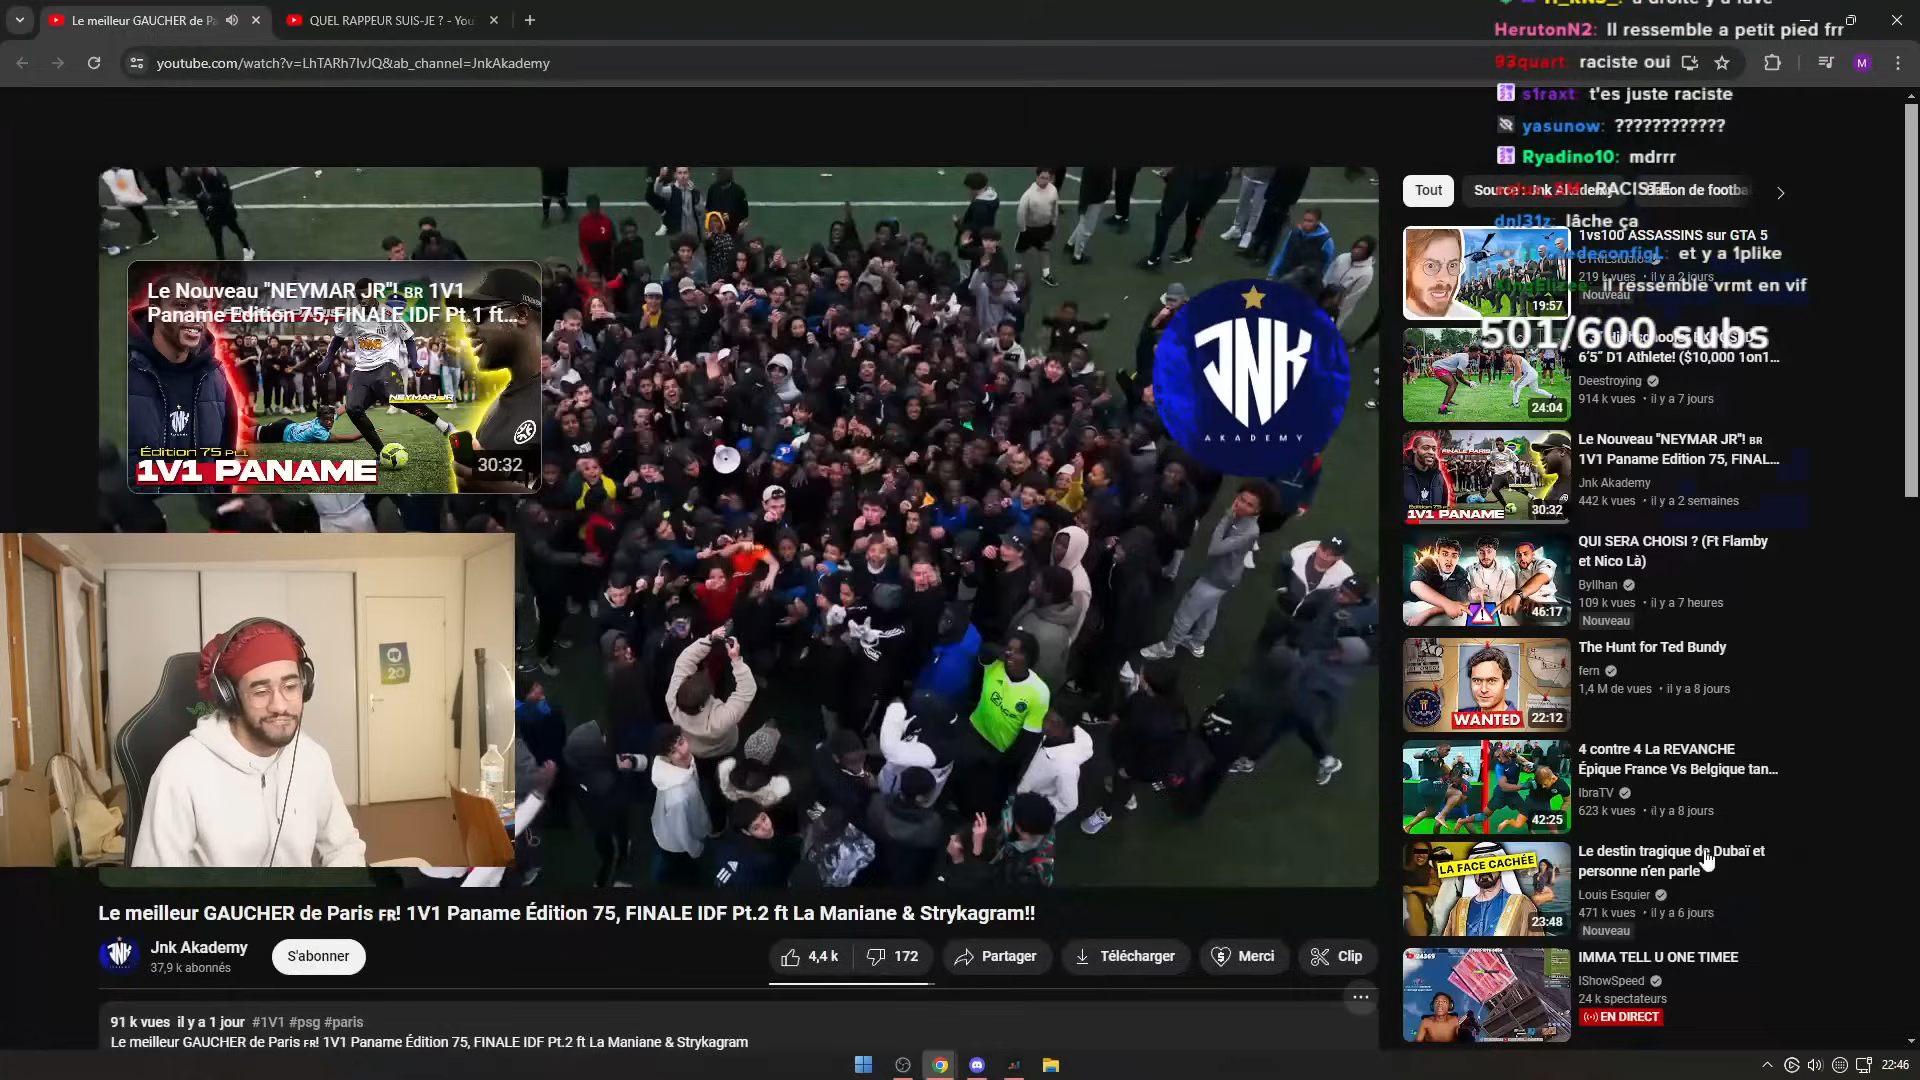 Le meilleur GAUCHER de P
QUEL RAPPEUR SUIS-JE ? - You
youtube.com/watch?v=LhTARh7IvJQ&ab_channel=JnkAkademy
M
HerutonN2: Il ressemble a petit pied frr
93quart: raciste oui
s1raxt: t'es juste raciste
yasunow: ????????????
Ryadino10: mdrrr
RACISTE
dnl31z: lâche ça
et y a 1plike
il ressemble vrmt en vif
501/600 subs
Le Nouveau "NEYMAR JR"! BR 1V1
Paname Edition 75, FINALE IDF Pt.1 ft...
NEYMAR JR
JNK
Édition 75 Pt.1
1V1 PANAME
30:32
JNK
AKADEMY
20
Tout
1vs100 ASSASSINS sur GTA 5
219 k vues • il y a 2 jours
Nouveau
19:57
6'5" D1 Athlete! ($10,000 1on1...
Deestroying
914 k vues • il y a 7 jours
24:04
Le Nouveau "NEYMAR JR"! BR
1V1 Paname Edition 75, FINAL...
Jnk Akademy
442 k vues • il y a 2 semaines
FINALE PARIS
1V1 PANAME
30:32
QUI SERA CHOISI ? (Ft Flamby
et Nico Là)
Byilhan
109 k vues • il y a 7 heures
Nouveau
46:17
The Hunt for Ted Bundy
fern
1,4 M de vues • il y a 8 jours
WANTED
22:12
4 contre 4 La REVANCHE
Épique France Vs Belgique tan...
IbraTV
623 k vues • il y a 8 jours
42:25
Le destin tragique de Dubaï et
personne n'en parle
Louis Esquier
471 k vues • il y a 6 jours
Nouveau
LA FACE CACHÉE
23:48
IMMA TELL U ONE TIMEE
IShowSpeed
24 k spectateurs
EN DIRECT
Le meilleur GAUCHER de Paris FR! 1V1 Paname Édition 75, FINALE IDF Pt.2 ft La Maniane & Strykagram!!
JNK
Jnk Akademy
37,9 k abonnés
S'abonner
4,4 k
172
Partager
Télécharger
Merci
Clip
91 k vues il y a 1 jour #1V1 #psg #paris
Le meilleur GAUCHER de Paris FR! 1V1 Paname Édition 75, FINALE IDF Pt.2 ft La Maniane & Strykagram
22:46